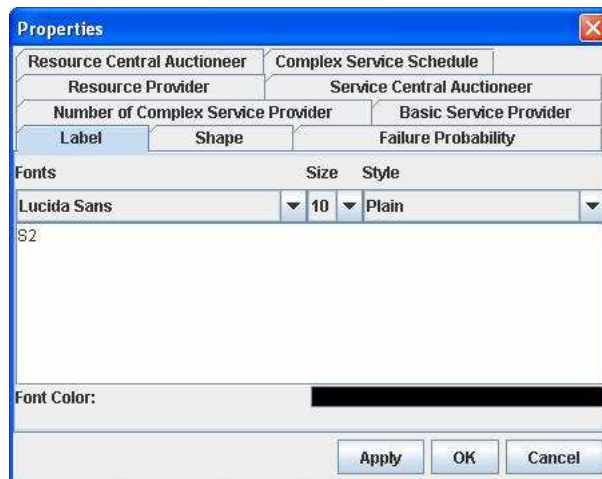 Properties
Resource Central Auctioneer Complex Service Schedule
Resource Provider Service Central Auctioneer
Number of Complex Service Provider Basic Service Provider
Label Shape Failure Probability
Fonts Size Style
Lucida Sans 10 Plain
S2
Font Color:
Apply OK Cancel